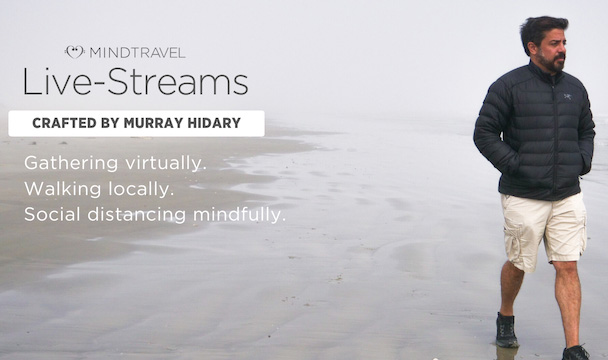 MINDTRAVEL
Live-Streams
CRAFTED BY MURRAY HIDARY
Gathering virtually.
Walking locally.
Social distancing mindfully.